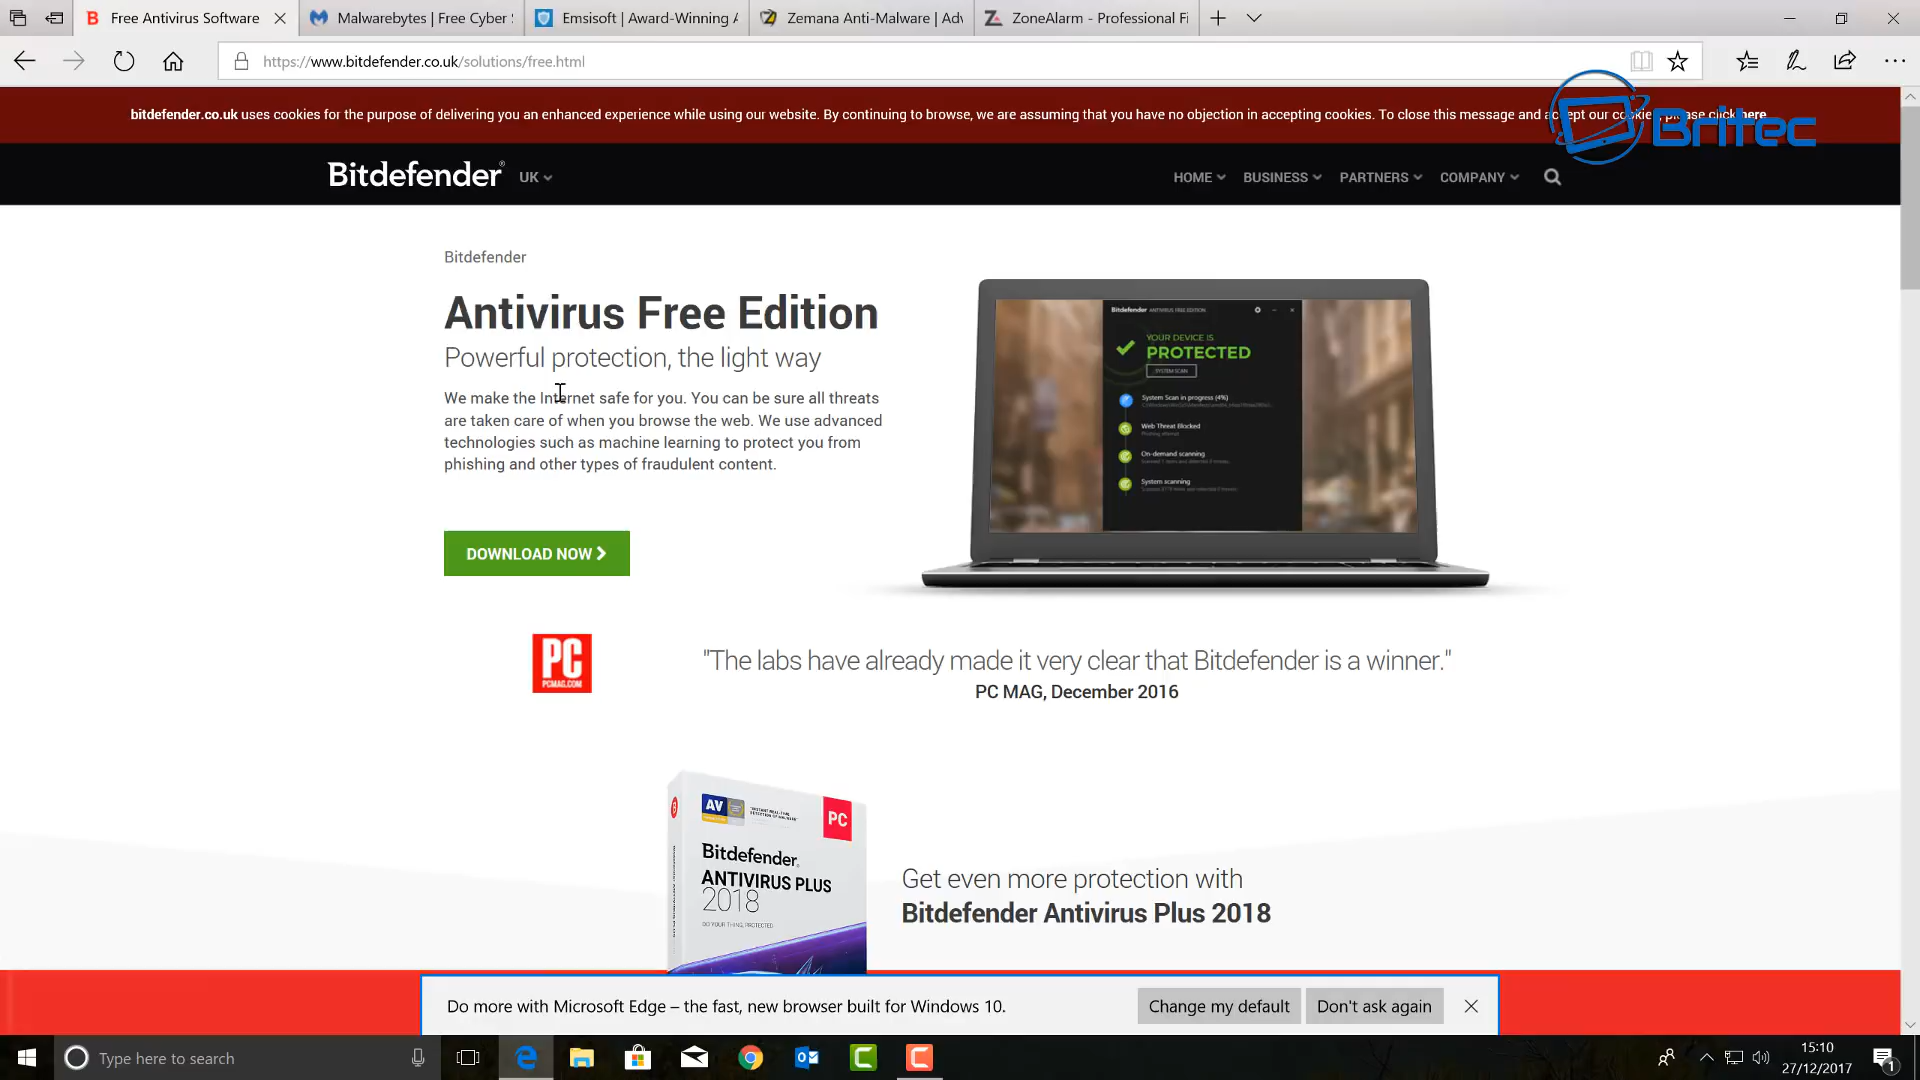 Free Antivirus Software
Malwarebytes | Free Cyber S
Emsisoft | Award-Winning A
Zemana Anti-Malware | Adv
ZoneAlarm - Professional Fi
https://www.bitdefender.co.uk/solutions/free.html
bitdefender.co.uk uses cookies for the purpose of delivering you an enhanced experience while using our website. By continuing to browse, we are assuming that you have no objection in accepting cookies. To close this message and accept our cookies, please click here
Britec
Bitdefender
UK
HOME
BUSINESS
PARTNERS
COMPANY
Bitdefender
Antivirus Free Edition
Powerful protection, the light way
We make the Internet safe for you. You can be sure all threats
are taken care of when you browse the web. We use advanced
technologies such as machine learning to protect you from
phishing and other types of fraudulent content.
DOWNLOAD NOW
Bitdefender ANTIVIRUS FREE EDITION
YOUR DEVICE IS
PROTECTED
SYSTEM SCAN
System Scan in progress (4%)
Web Threat Blocked
On-demand scanning
System scanning
PC
PCMAG.COM
"The labs have already made it very clear that Bitdefender is a winner."
PC MAG, December 2016
AV
PC
Bitdefender
ANTIVIRUS PLUS
2018
DO YOUR THING, PROTECTED
Get even more protection with
Bitdefender Antivirus Plus 2018
Do more with Microsoft Edge – the fast, new browser built for Windows 10.
Change my default
Don't ask again
Type here to search
15:10
27/12/2017
1